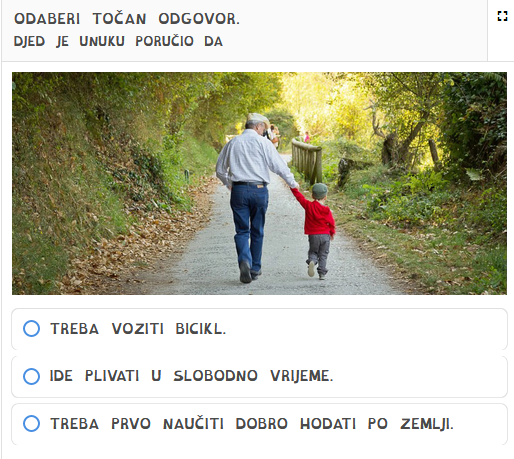 ODABERI TOČAN ODGOVOR.
DJED JE UNUKU PORUČIO DA
TREBA VOZITI BICIKL.
IDE PLIVATI U SLOBODNO VRIJEME.
TREBA PRVO NAUČITI DOBRO HODATI PO ZEMLJI.